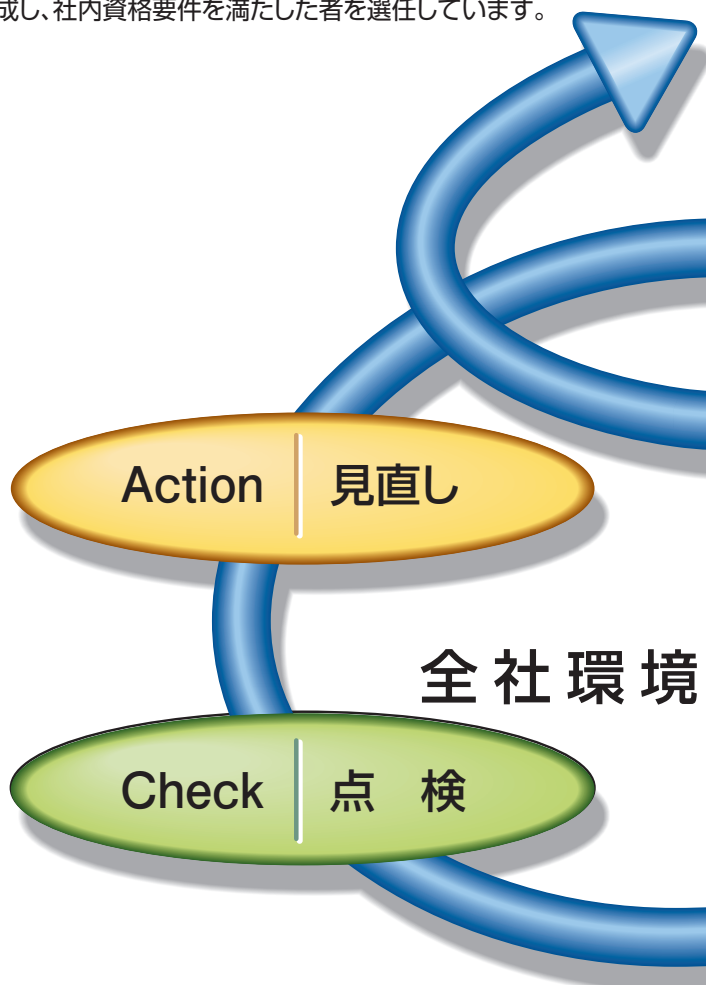 成し、社内資格要件を満たした者を選任しています。
Action 見直し
全社環境
Check 点 検